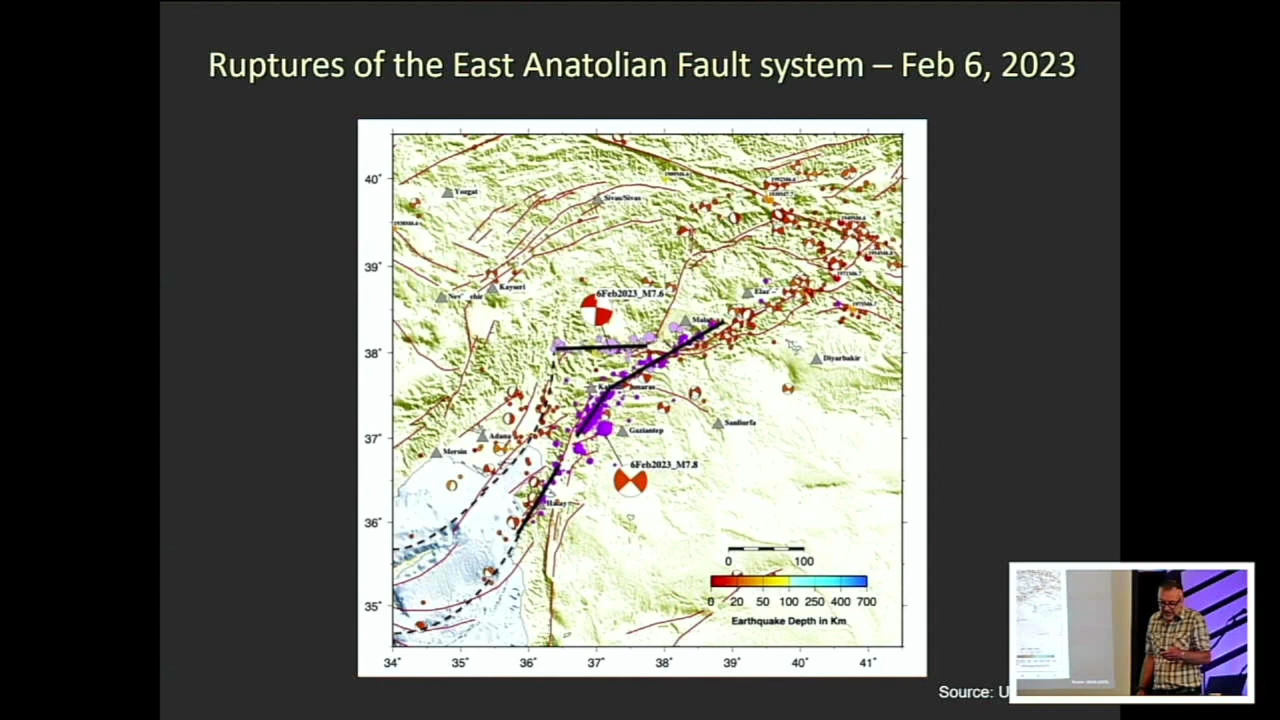 Ruptures of the East Anatolian Fault system – Feb 6, 2023
40˚
39˚
38˚
37˚
36˚
35˚
34˚ 35˚ 36˚ 37˚ 38˚ 39˚ 40˚ 41˚
Yozgat
Sivas/Sivas
Kayseri
6Feb2023_M7.6
Diyarbakir
Gaziantep
Sanliurfa
Adana
Mersin
6Feb2023_M7.8
Hatay
0 100
0 20 50 100 250 400 700
Earthquake Depth in Km
Source: U